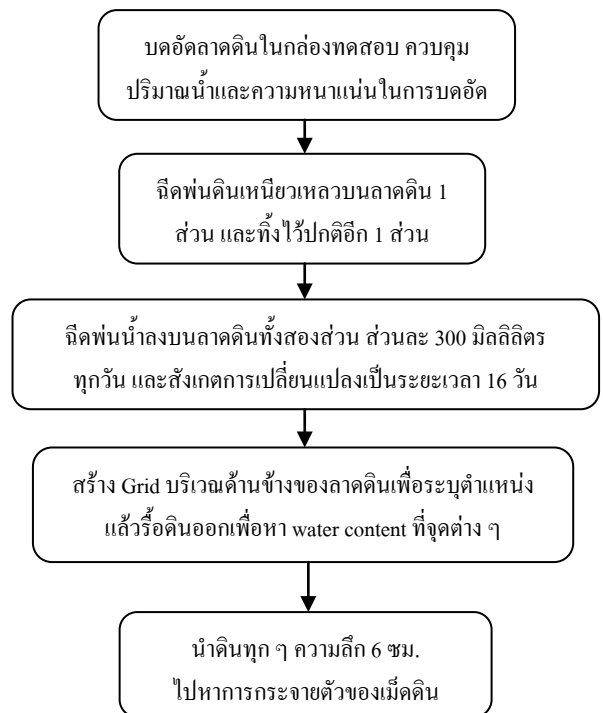 บดอัดลาดดินในกล่องทดสอบ ควบคุม
ปริมาณน้ำและความหนาแน่นในการบดอัด
ฉีดพ่นดินเหนียวเหลวบนลาดดิน 1
ส่วน และทิ้งไว้ปกติอีก 1 ส่วน
ฉีดพ่นน้ำลงบนลาดดินทั้งสองส่วน ส่วนละ 300 มิลลิลิตร
ทุกวัน และสังเกตการเปลี่ยนแปลงเป็นระยะเวลา 16 วัน
สร้าง Grid บริเวณด้านข้างของลาดดินเพื่อระบุตำแหน่ง
แล้วรื้อดินออกเพื่อหา water content ที่จุดต่าง ๆ
นำดินทุก ๆ ความลึก 6 ซม.
ไปหาการกระจายตัวของเม็ดดิน